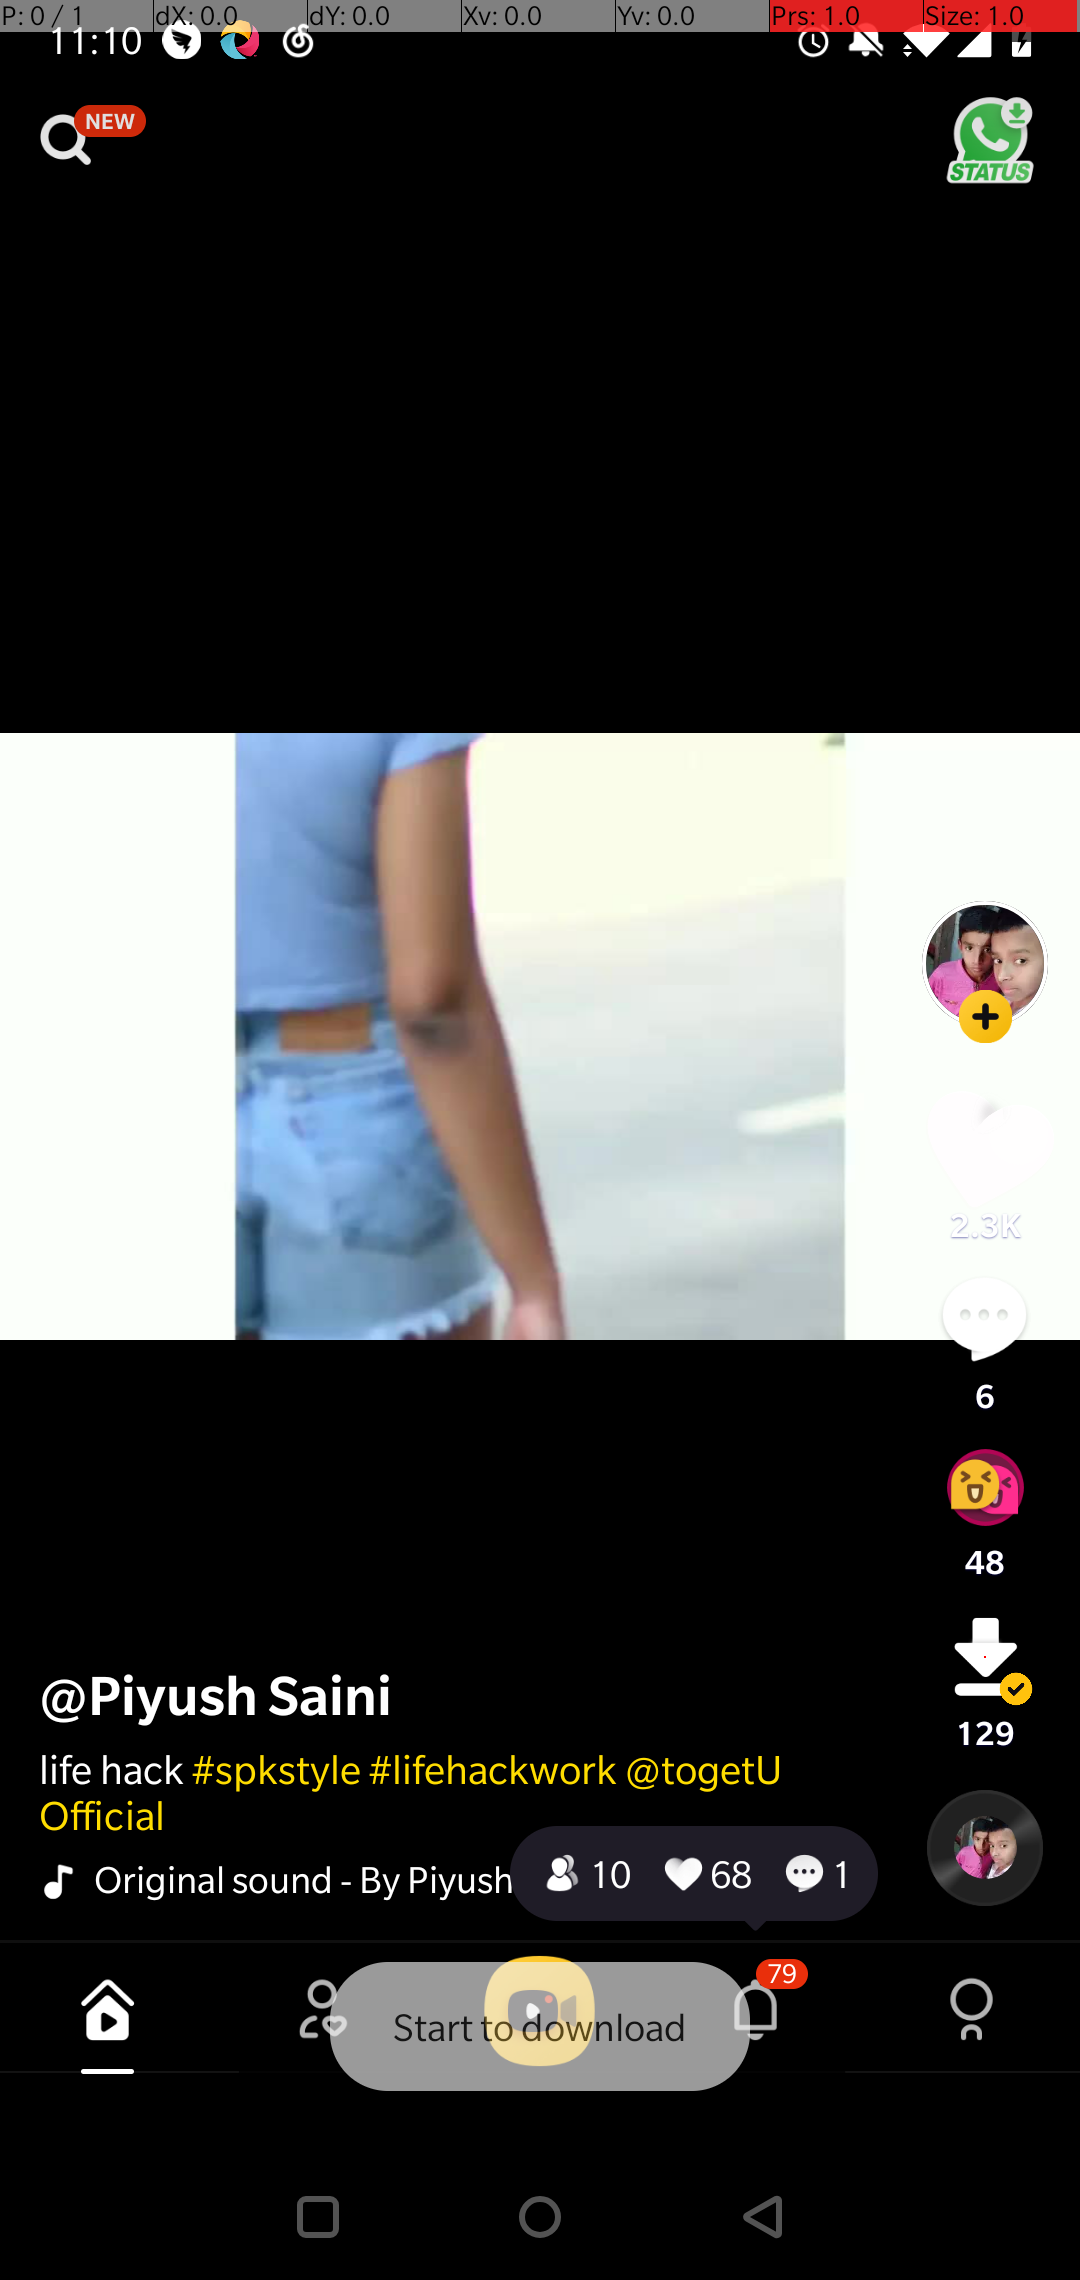 P: 0 / 1 dX: 0.0 dY: 0.0 Xv: 0.0 Yv: 0.0 Prs: 1.0 Size: 1.0
11:10
NEW
STATUS
2.3K
6
48
129
@Piyush Saini
life hack #spkstyle #lifehackwork @togetU
Official
Original sound - By Piyush
10 68 1
79
Start to download